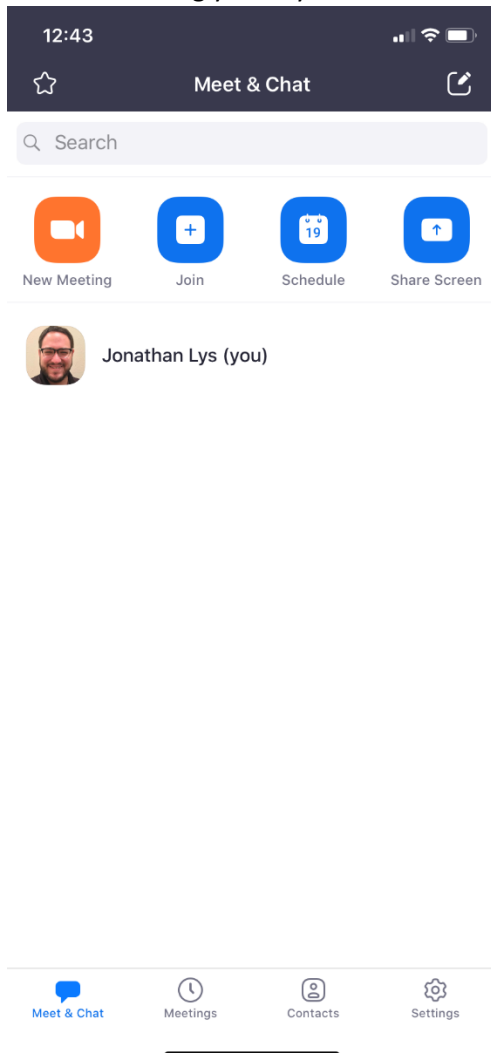 12:43
Meet & Chat
Search
19
New Meeting
Join
Schedule
Share Screen
Jonathan Lys (you)
Meet & Chat
Meetings
Contacts
Settings